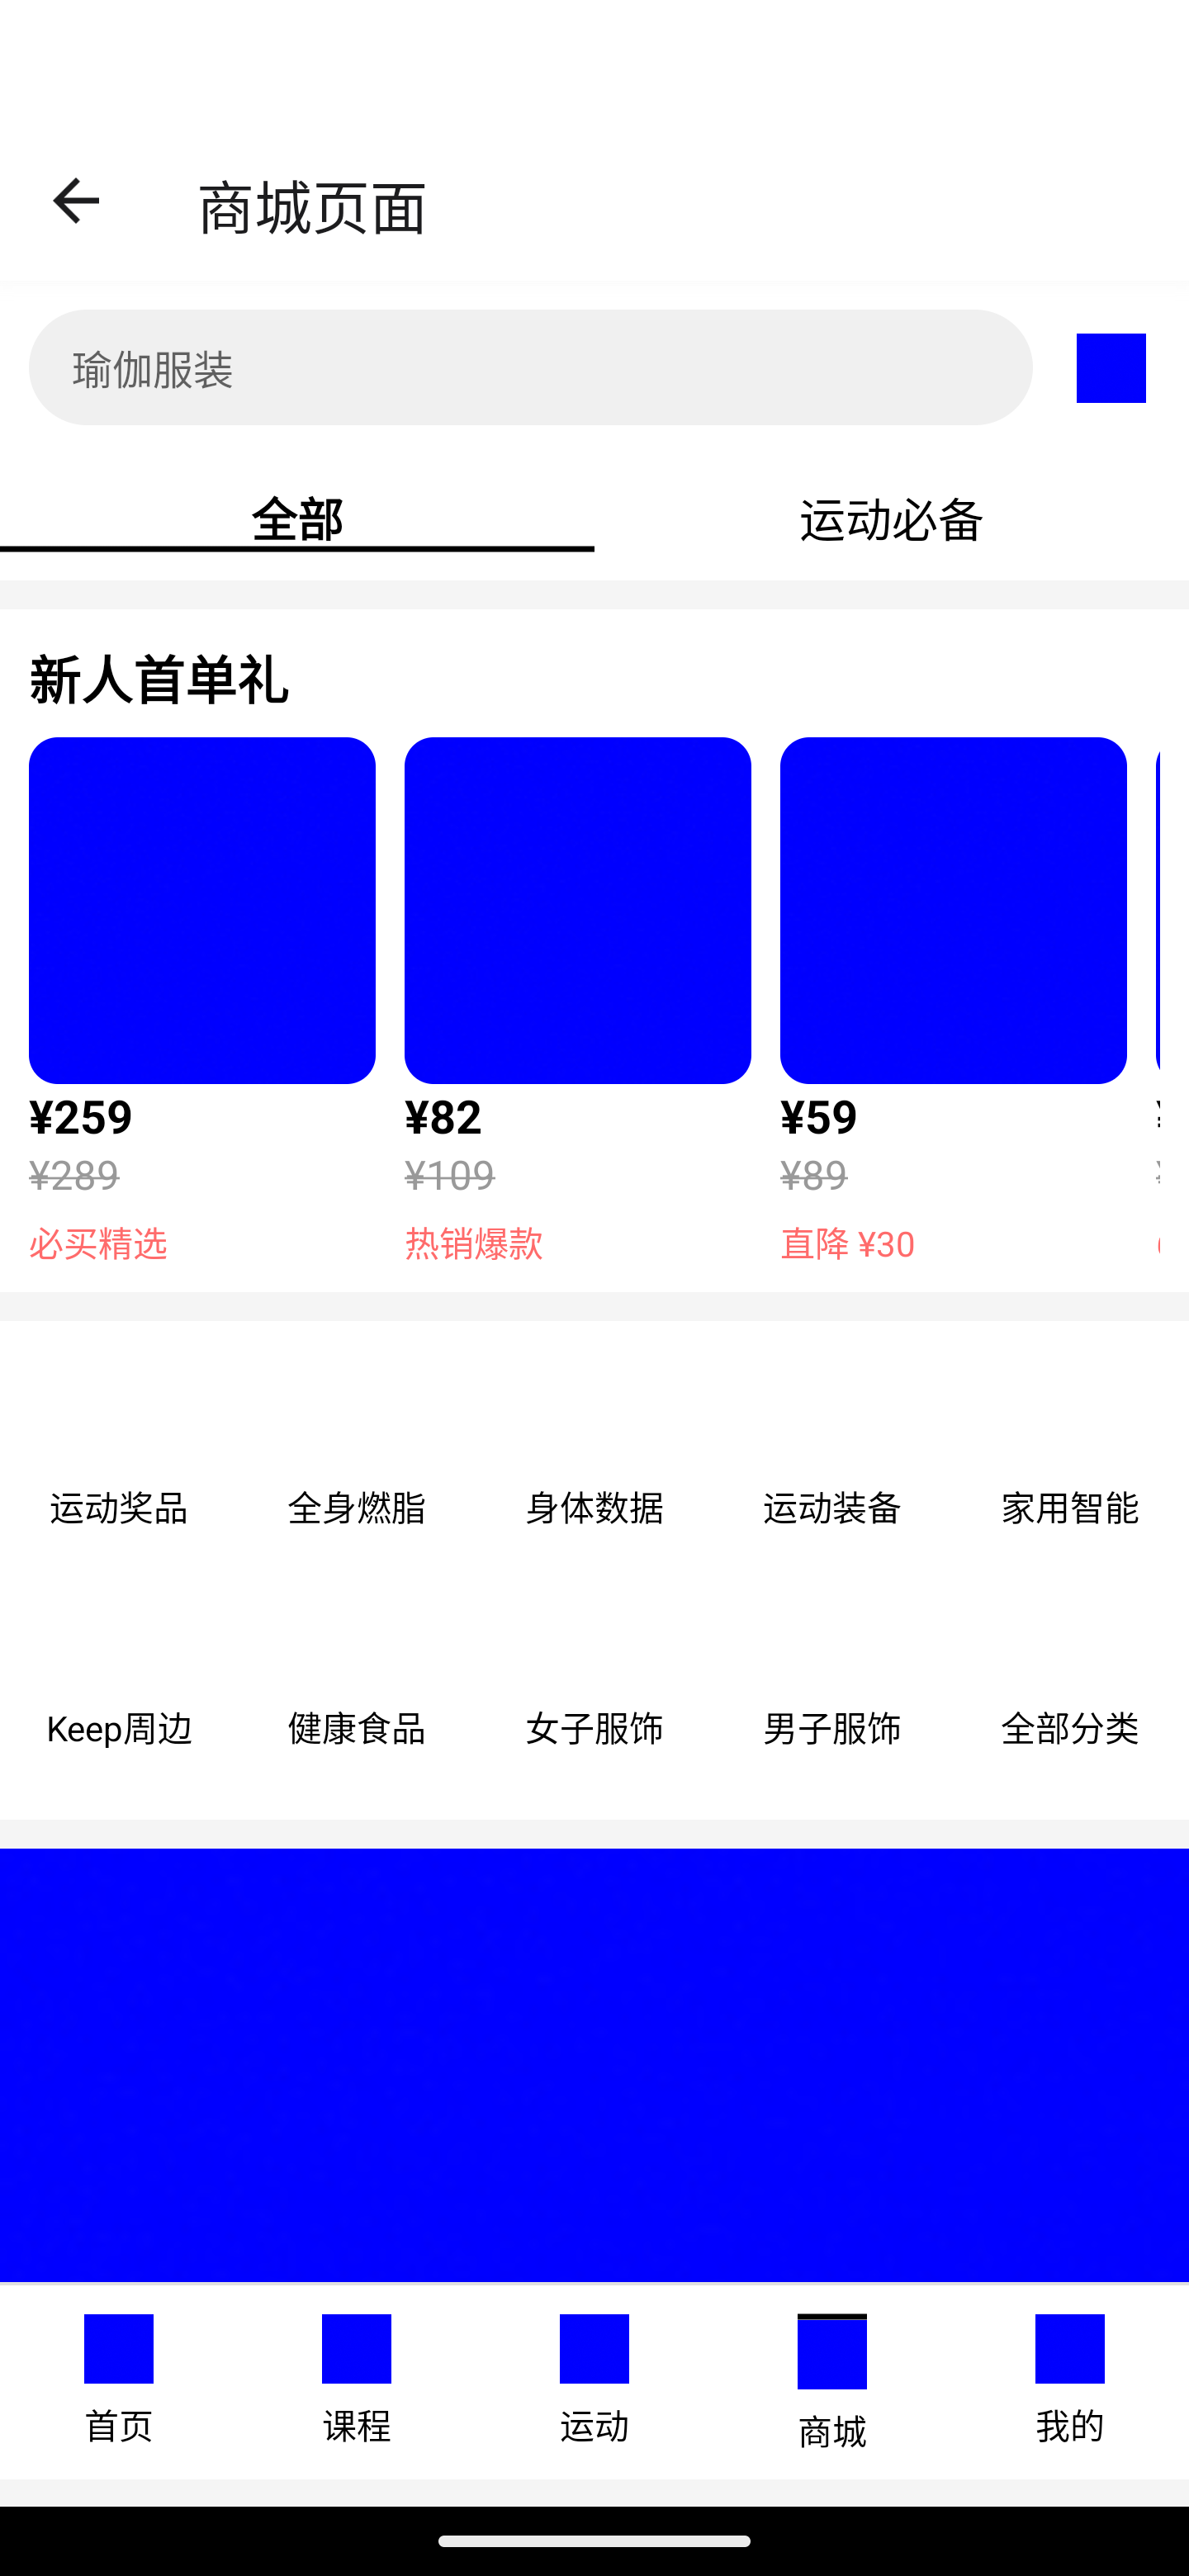 商城页面
瑜伽服装
全部 运动必备
新人首单礼
¥259 ¥82 ¥59
¥289 ¥109 ¥89
必买精选 热销爆款 直降 ¥30
运动奖品 全身燃脂 身体数据 运动装备 家用智能
Keep周边 健康食品 女子服饰 男子服饰 全部分类
首页 课程 运动 商城 我的